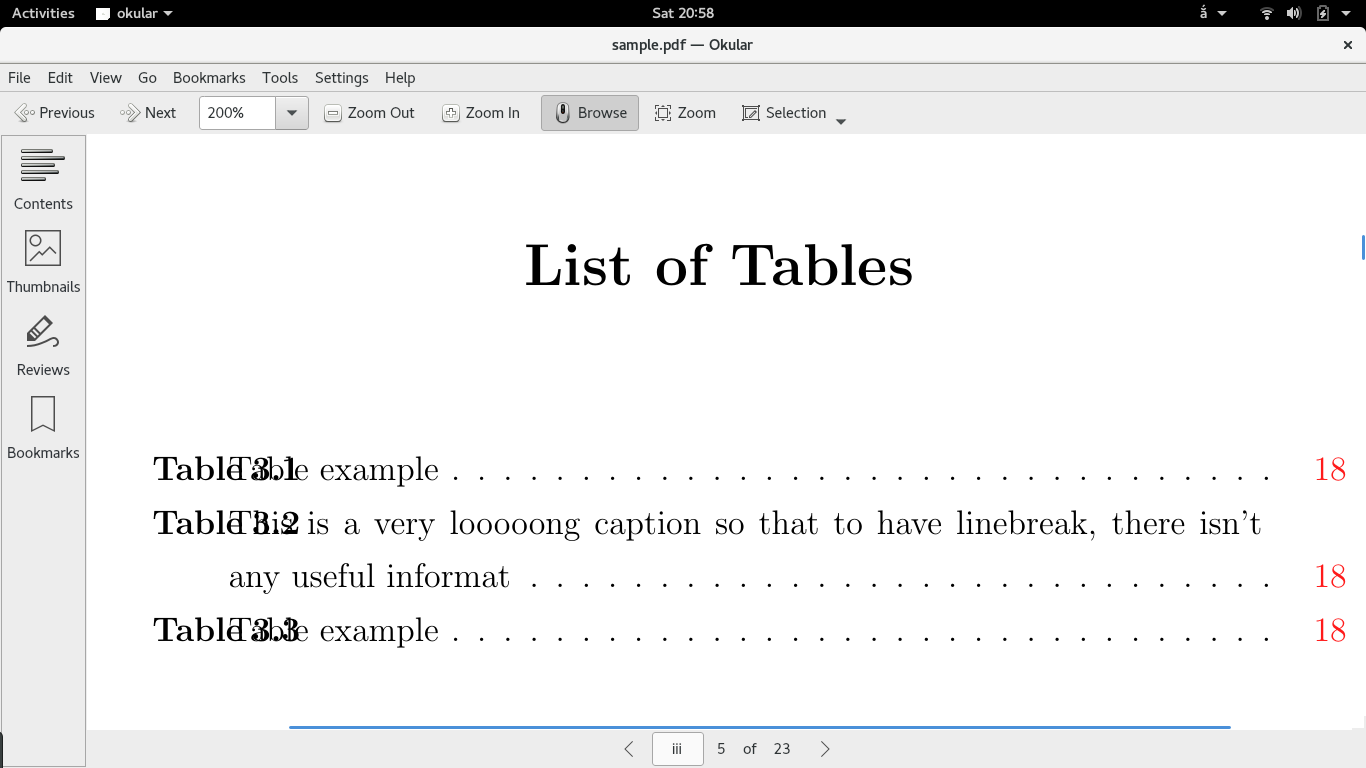 Activities okular Sat 20:58 ǎ
sample.pdf — Okular
File Edit View Go Bookmarks Tools Settings Help
Previous Next 200% Zoom Out Zoom In Browse Zoom Selection
Contents
Thumbnails
Reviews
Bookmarks
List of Tables
Table 3.1 Table example . . . . . . . . . . . . . . . . . . . . . . . . . . . . . . . . 18
Table 3.2 This is a very looooong caption so that to have linebreak, there isn't
any useful informat . . . . . . . . . . . . . . . . . . . . . . . . . . . . . 18
Table 3.3 Table example . . . . . . . . . . . . . . . . . . . . . . . . . . . . . . . . 18
iii 5 of 23